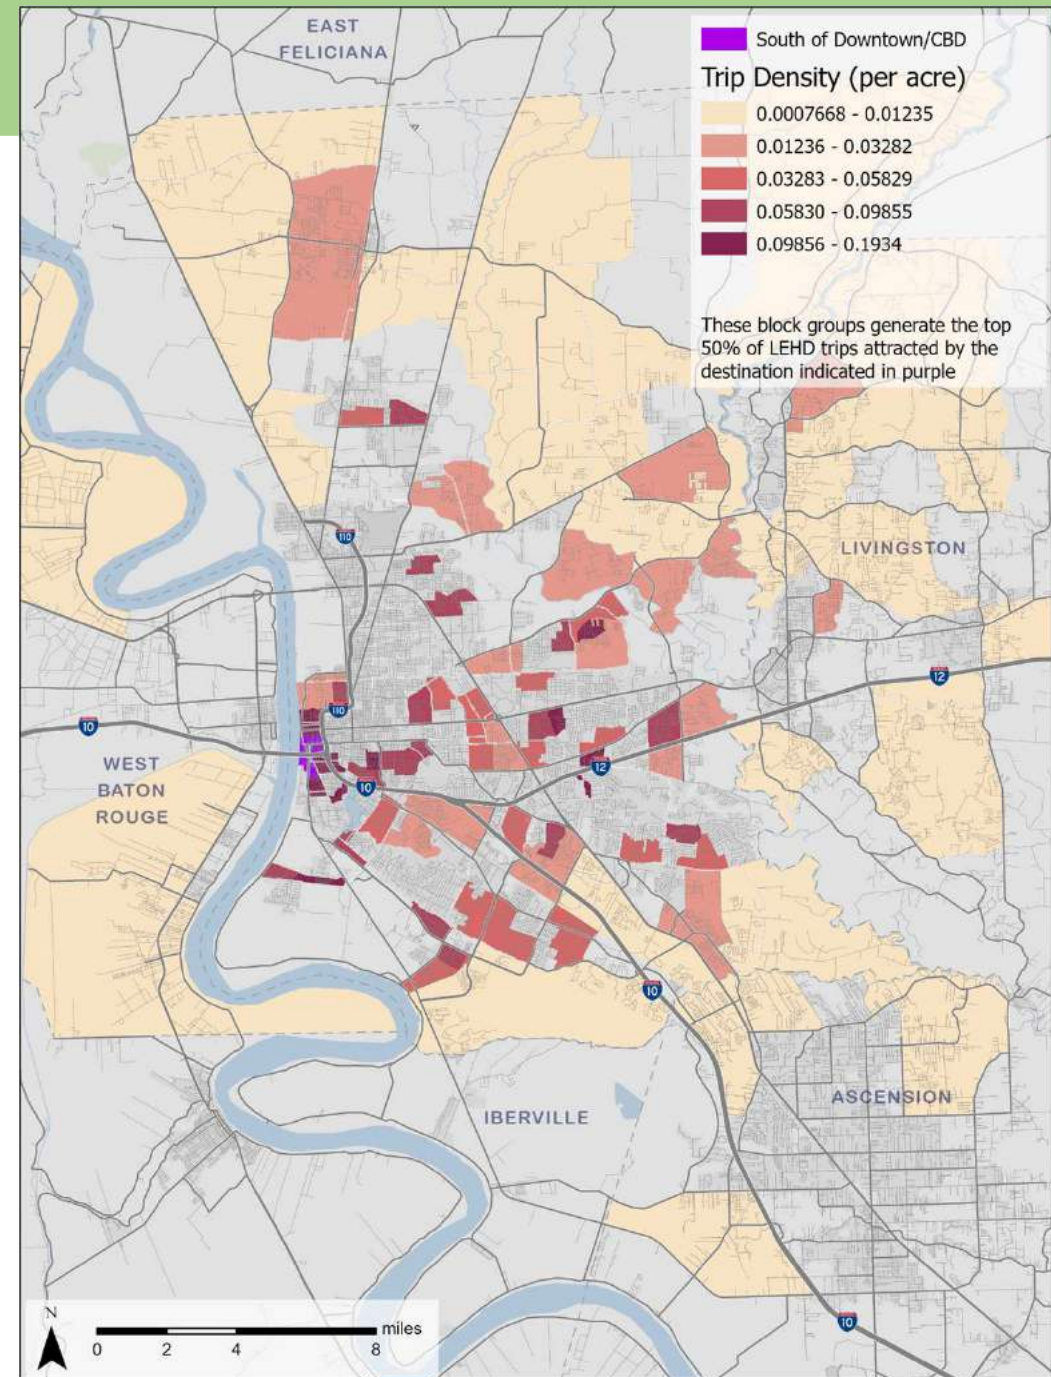 EAST
FELICIANA
South of Downtown/CBD
Trip Density (per acre)
0.0007668 - 0.01235
0.01236 - 0.03282
0.03283 - 0.05829
0.05830 - 0.09855
0.09856 - 0.1934
These block groups generate the top
50% of LEHD trips attracted by the
destination indicated in purple
110
LIVINGSTON
12
110
10
WEST
BATON
ROUGE
12
10
10
ASCENSION
IBERVILLE
10
N
miles
0 2 4 8